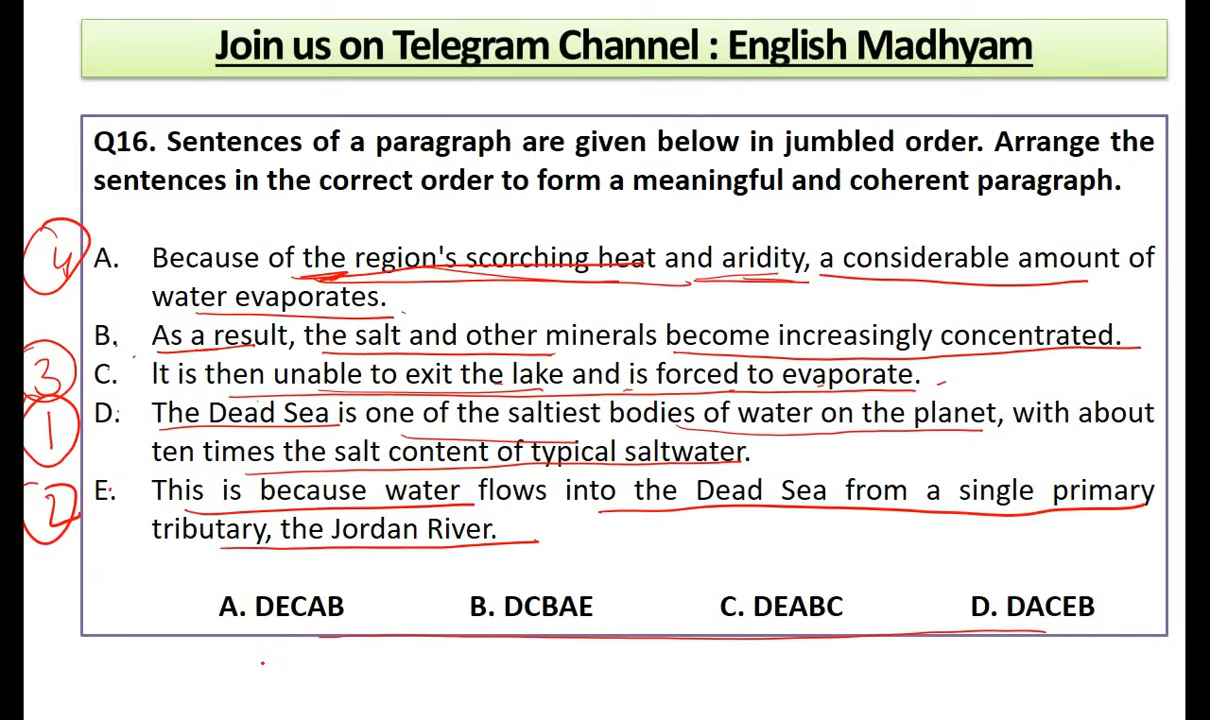 Join us on Telegram Channel : English Madhyam
Q16. Sentences of a paragraph are given below in jumbled order. Arrange the
sentences in the correct order to form a meaningful and coherent paragraph.
4 A. Because of the region's scorching heat and aridity, a considerable amount of
water evaporates.
B. As a result, the salt and other minerals become increasingly concentrated.
3 C. It is then unable to exit the lake and is forced to evaporate.
1 D. The Dead Sea is one of the saltiest bodies of water on the planet, with about
ten times the salt content of typical saltwater.
2 E. This is because water flows into the Dead Sea from a single primary
tributary, the Jordan River.
A. DECAB B. DCBAE C. DEABC D. DACEB